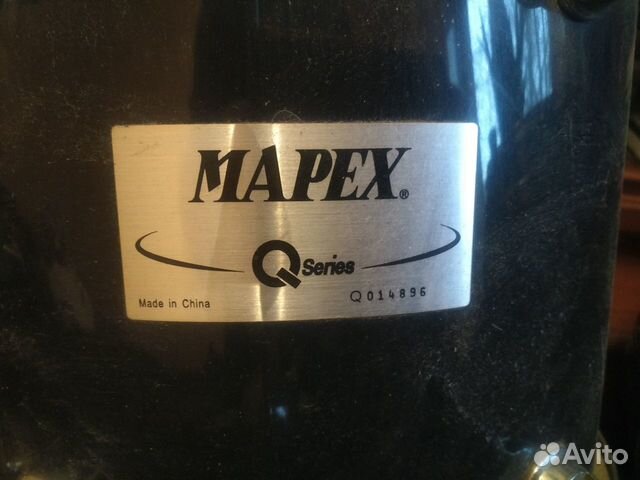 MAPEX®
Q Series
Made in China Q014896
Avito